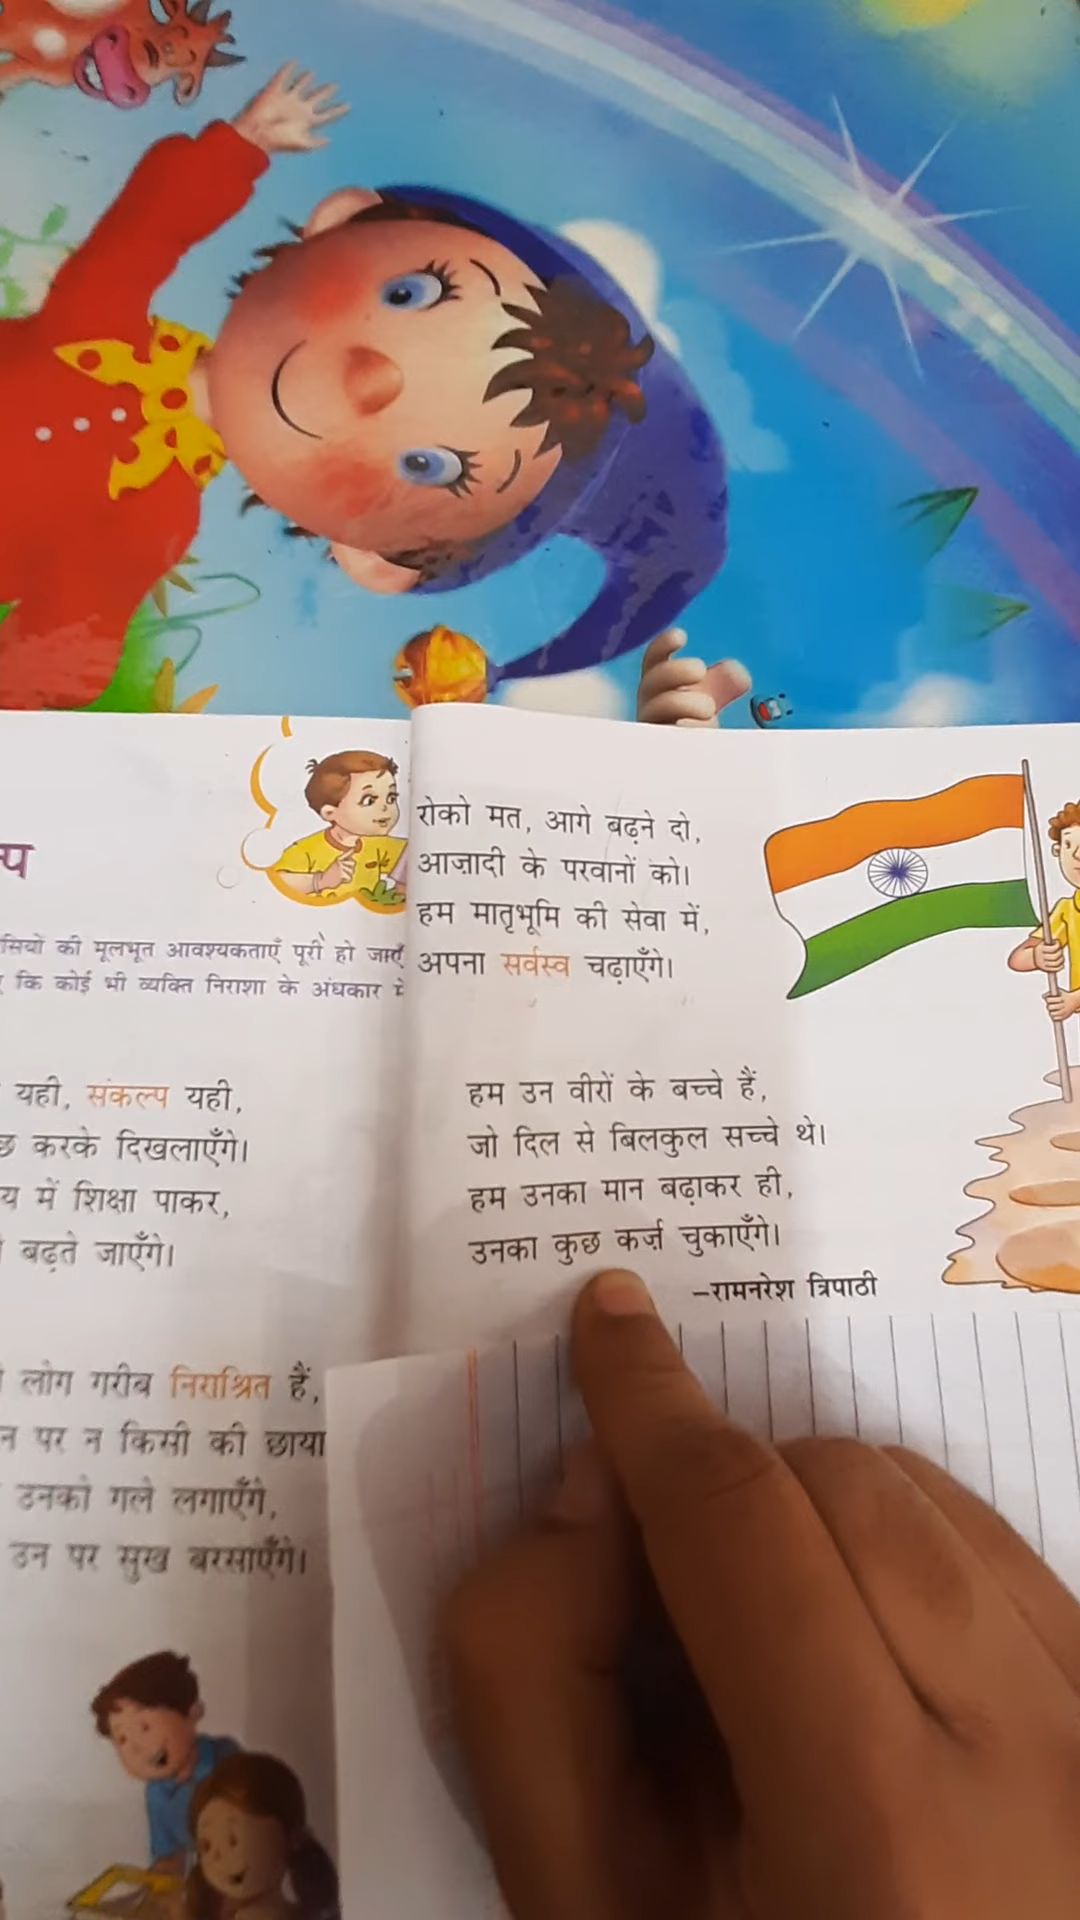 प
सियों की मूलभूत आवश्यकताएँ पूरी हो जाएँ
कि कोई भी व्यक्ति निराशा के अंधकार में
यही, संकल्प यही,
करके दिखलाएँगे।
में शिक्षा पाकर,
बढ़ते जाएँगे।
लोग गरीब निराश्रित हैं,
न पर न किसी की छाया
उनको गले लगाएँगे,
उन पर सुख बरसाएँगे।
रोको मत, आगे बढ़ने दो,
आज़ादी के परवानों को।
हम मातृभूमि की सेवा में,
अपना सर्वस्व चढ़ाएँगे।
हम उन वीरों के बच्चे हैं,
जो दिल से बिलकुल सच्चे थे।
हम उनका मान बढ़ाकर ही,
उनका कुछ कर्ज़ चुकाएँगे।
–रामनरेश त्रिपाठी